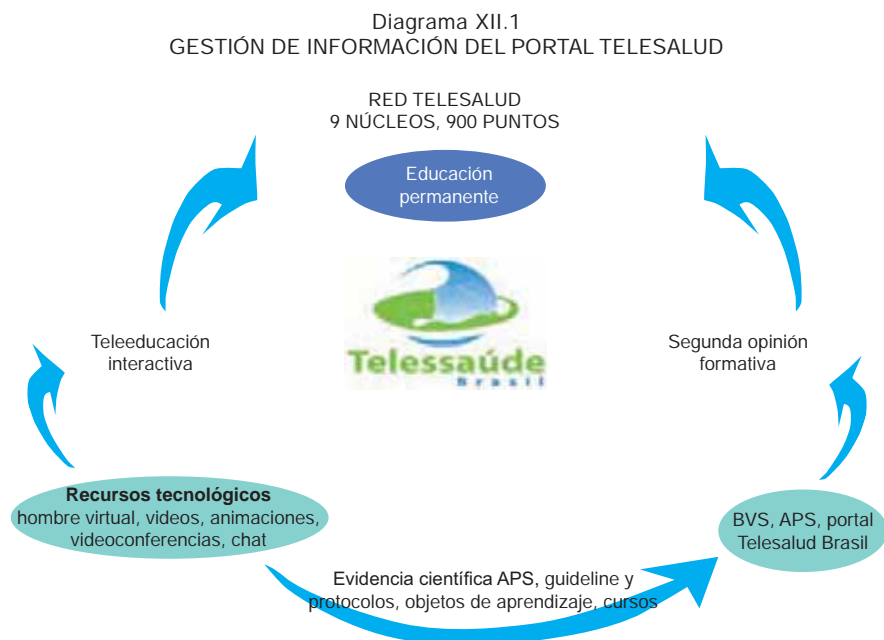 Diagrama XII.1
GESTIÓN DE INFORMACIÓN DEL PORTAL TELESALUD
RED TELESALUD
9 NÚCLEOS, 900 PUNTOS
Educación
permanente
Teleeducación
interactiva
Telessaúde
Brasil
Segunda opinión
formativa
Recursos tecnológicos
hombre virtual, videos, animaciones,
videoconferencias, chat
BVS, APS, portal
Telesalud Brasil
Evidencia científica APS, guideline y
protocolos, objetos de aprendizaje, cursos